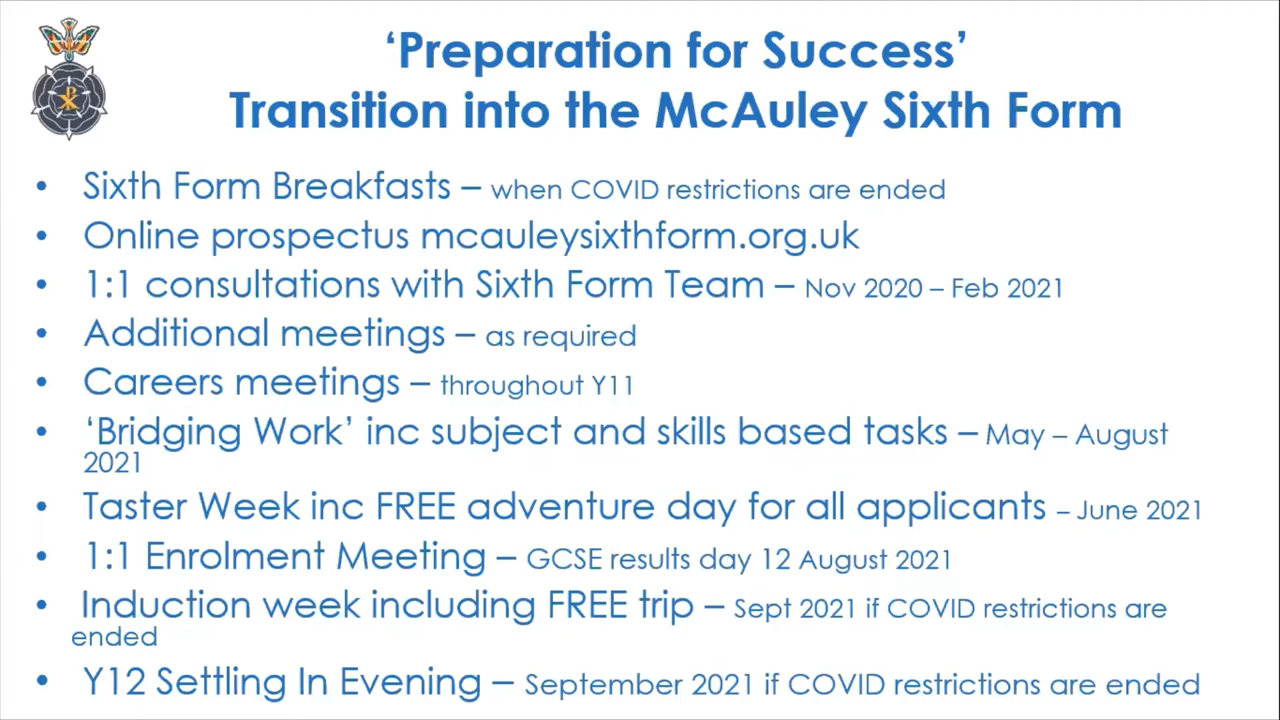 ‘Preparation for Success’
Transition into the McAuley Sixth Form
• Sixth Form Breakfasts – when COVID restrictions are ended
• Online prospectus mcauleysixthform.org.uk
• 1:1 consultations with Sixth Form Team – Nov 2020 – Feb 2021
• Additional meetings – as required
• Careers meetings – throughout Y11
• ‘Bridging Work’ inc subject and skills based tasks – May – August
2021
• Taster Week inc FREE adventure day for all applicants – June 2021
• 1:1 Enrolment Meeting – GCSE results day 12 August 2021
• Induction week including FREE trip – Sept 2021 if COVID restrictions are
ended
• Y12 Settling In Evening – September 2021 if COVID restrictions are ended